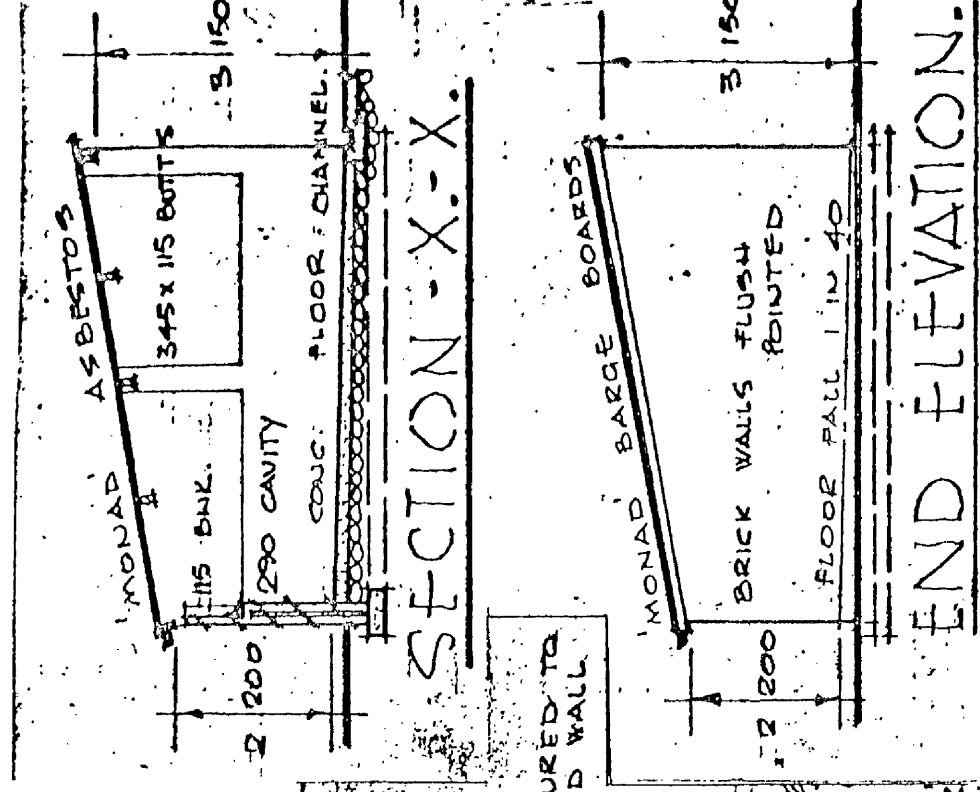 'MONAD' ASBESTOS
115 BWK.
345 x 115 BUTTS
290 CAVITY
CONC: FLOOR : CHANNEL.
2 200
3 150
SECTION - X. - X.
URED TO
D WALL
'MONAD' BARGE BOARDS
BRICK WALLS FLUSH
POINTED
FLOOR FALL 1 IN 40
2 200
3 150
END ELEVATION.